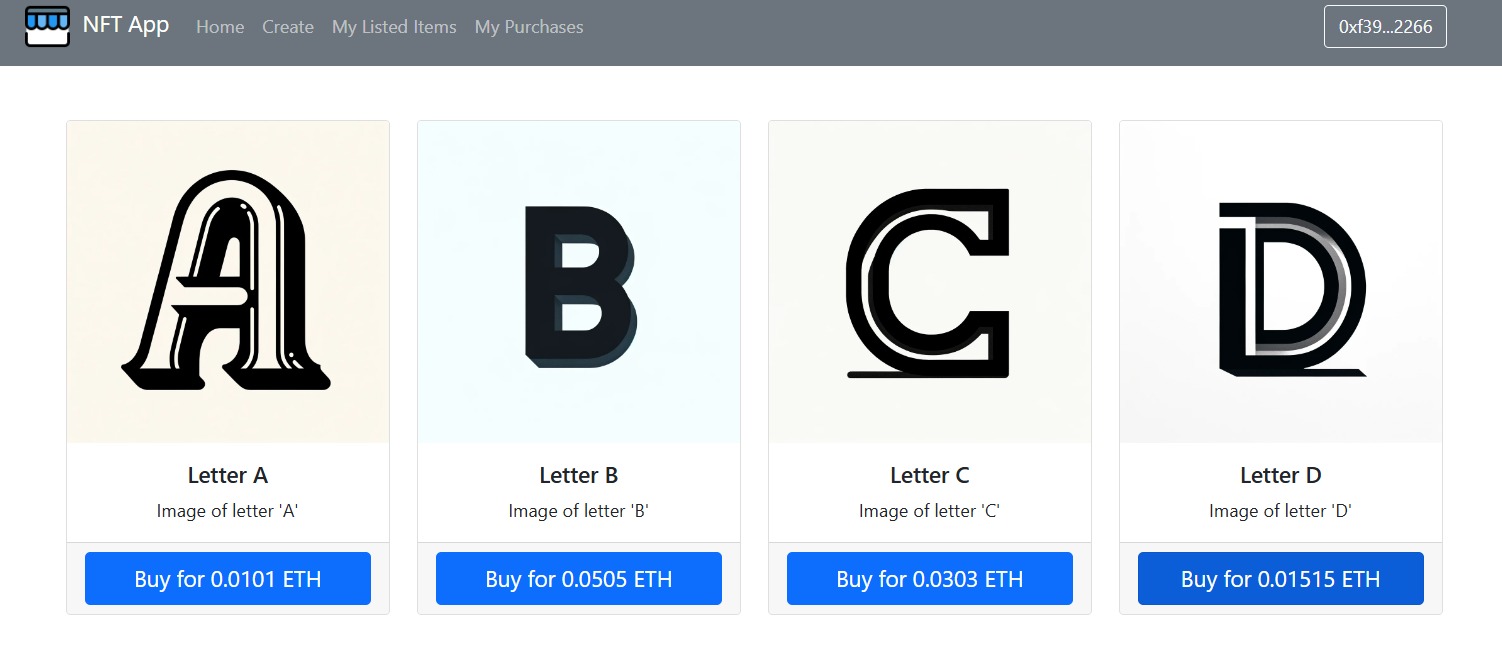 NFT App Home Create My Listed Items My Purchases 0xf39...2266
A B C D
Letter A Letter B Letter C Letter D
Image of letter 'A' Image of letter 'B' Image of letter 'C' Image of letter 'D'
Buy for 0.0101 ETH Buy for 0.0505 ETH Buy for 0.0303 ETH Buy for 0.01515 ETH